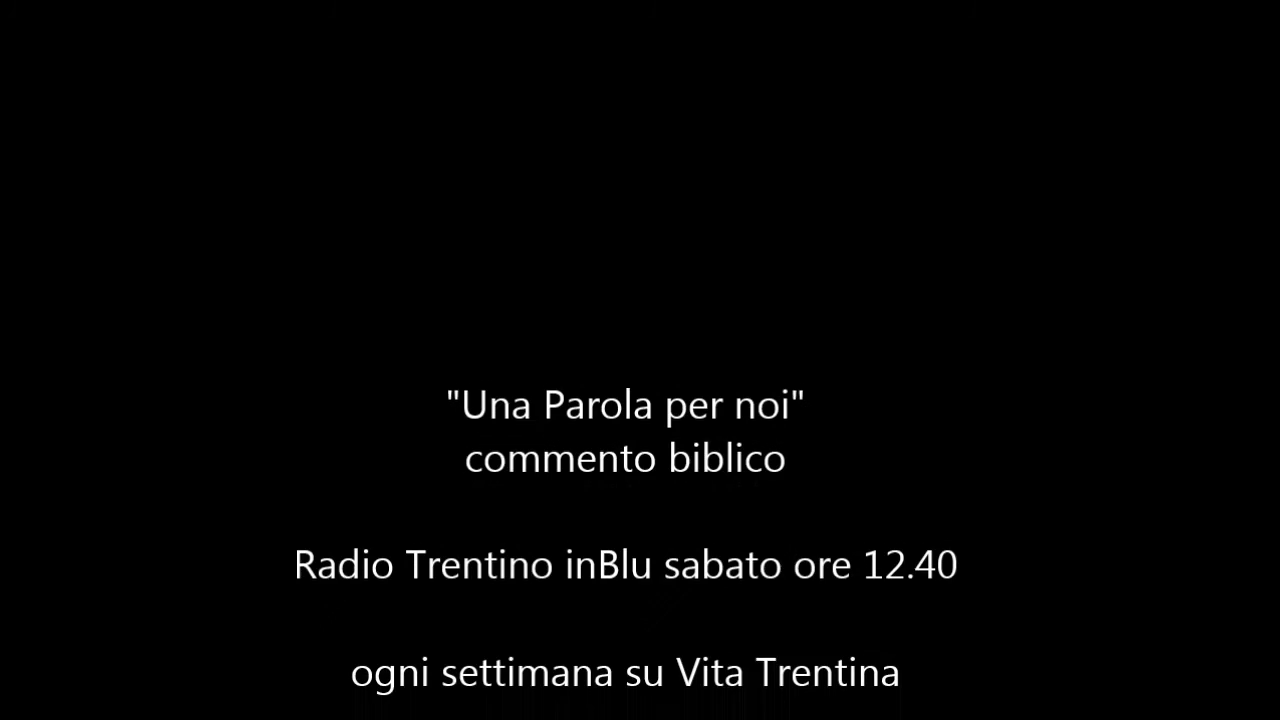 "Una Parola per noi"
commento biblico
Radio Trentino inBlu sabato ore 12.40
ogni settimana su Vita Trentina